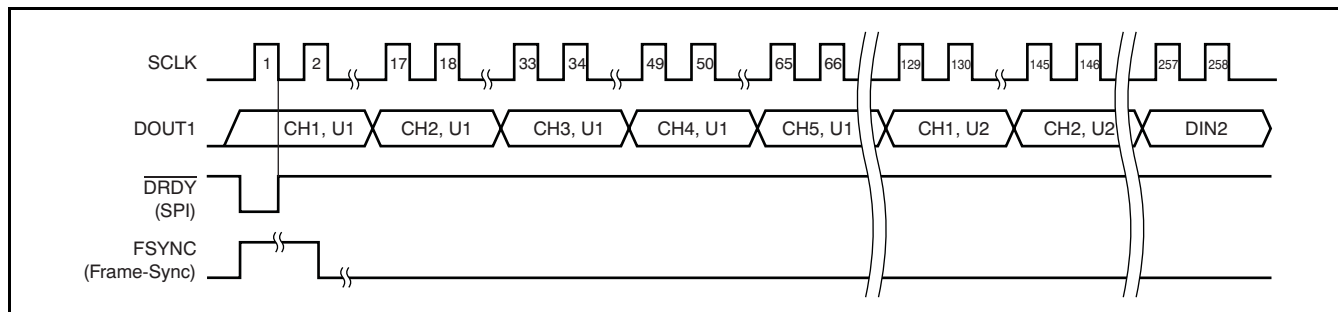 SCLK
1 2 17 18 33 34 49 50 65 66 129 130 145 146 257 258
DOUT1
CH1, U1 CH2, U1 CH3, U1 CH4, U1 CH5, U1 CH1, U2 CH2, U2 DIN2
DRDY
(SPI)
FSYNC
(Frame-Sync)